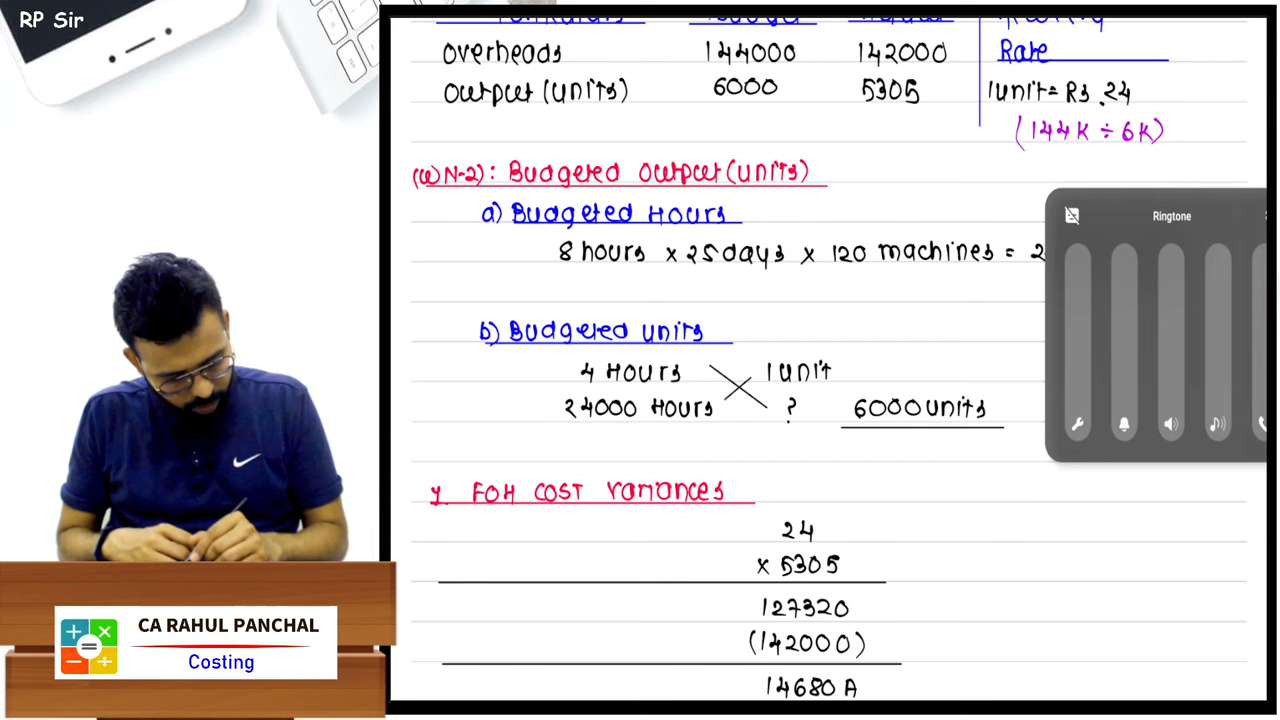 RP Sir
Overheads 144000 142000 Rate
Output (units) 6000 5305 1unit = Rs.24
(144K ÷ 6K)
(WN-2): Budgeted Output (units)
a) Budgeted Hours
8 hours × 25 days × 120 machines = 2
b) Budgeted units
4 Hours 1 unit
24000 Hours ? 6000 units
1. FOH Cost Variances
24
× 5305
127320
(142000)
14680 A
Ringtone
CA RAHUL PANCHAL
Costing